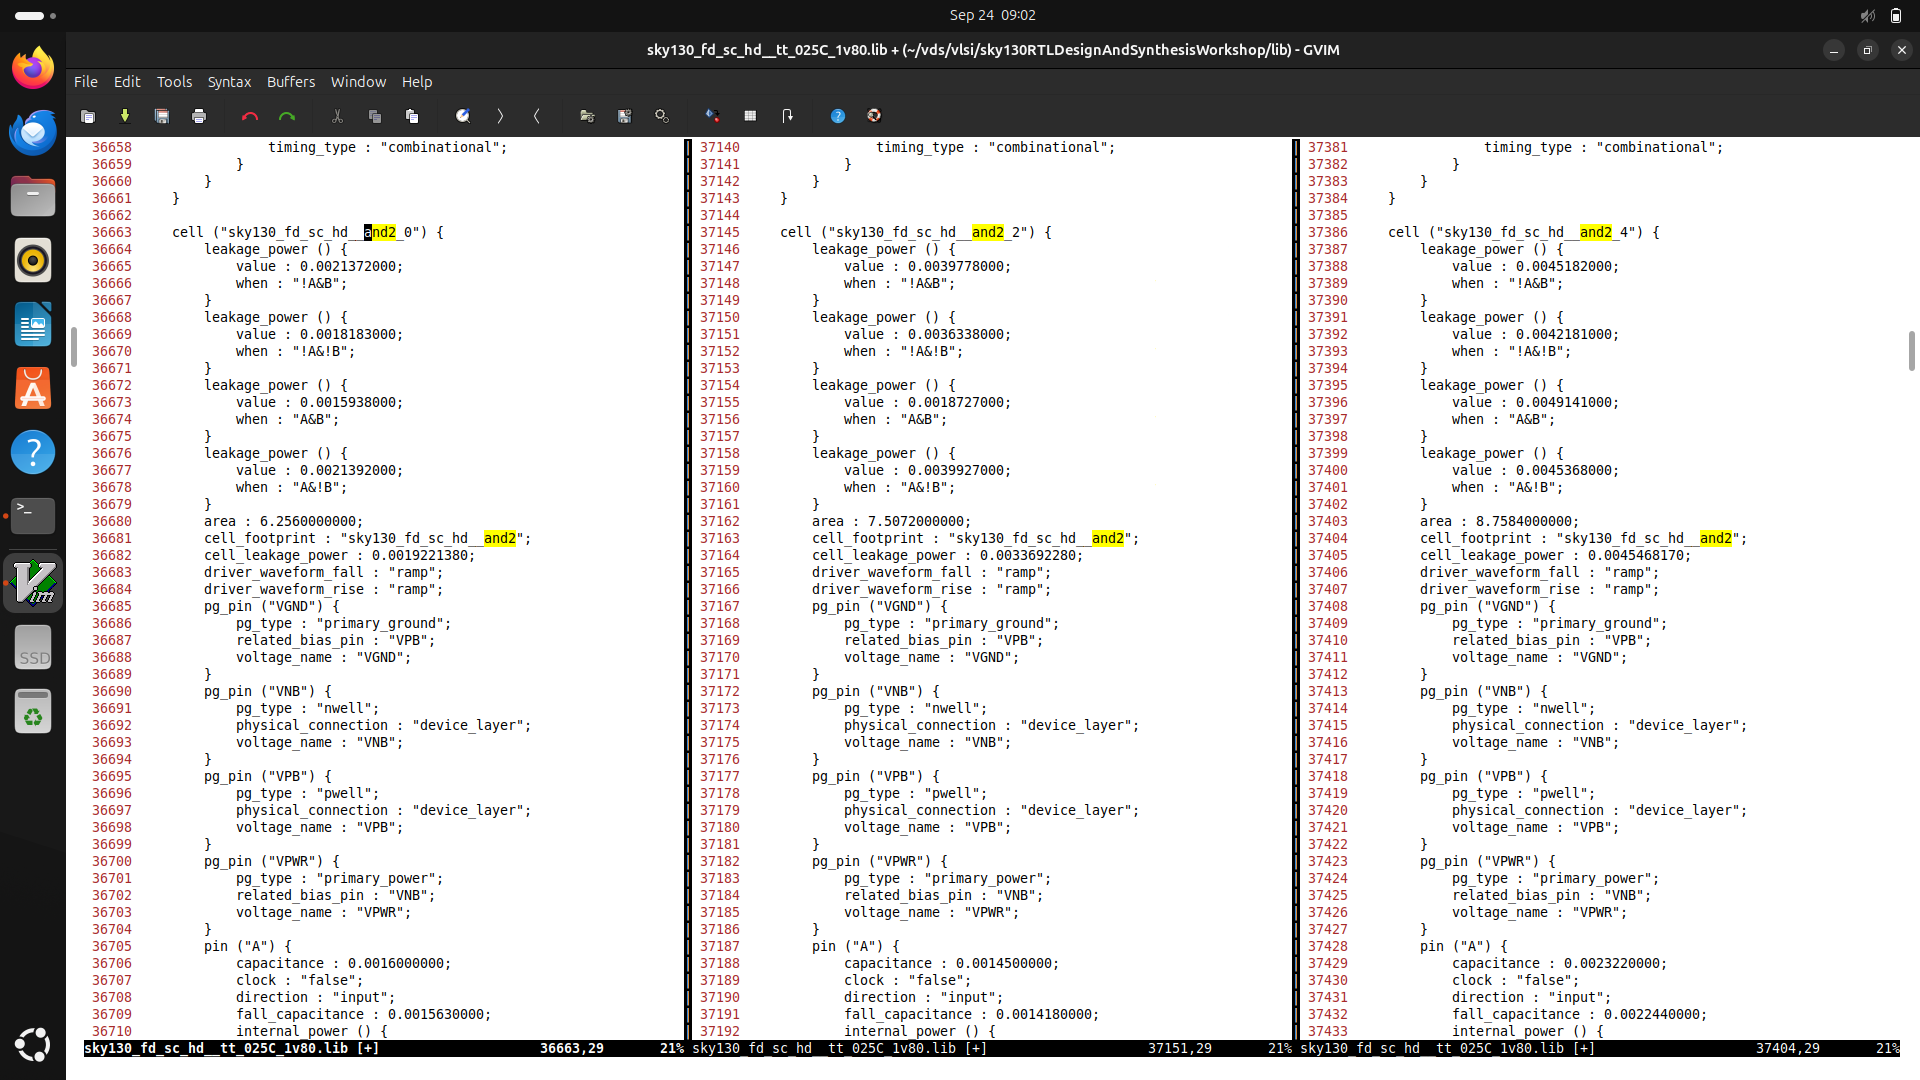 Sep 24 09:02
sky130_fd_sc_hd__tt_025C_1v80.lib + (~/vds/vlsi/sky130RTLDesignAndSynthesisWorkshop/lib) - GVIM
File Edit Tools Syntax Buffers Window Help
36658 timing_type : "combinational";
36659 }
36660 }
36661 }
36662
36663 cell ("sky130_fd_sc_hd__and2_0") {
36664 leakage_power () {
36665 value : 0.0021372000;
36666 when : "!A&B";
36667 }
36668 leakage_power () {
36669 value : 0.0018183000;
36670 when : "!A&!B";
36671 }
36672 leakage_power () {
36673 value : 0.0015938000;
36674 when : "A&B";
36675 }
36676 leakage_power () {
36677 value : 0.0021392000;
36678 when : "A&!B";
36679 }
36680 area : 6.2560000000;
36681 cell_footprint : "sky130_fd_sc_hd__and2";
36682 cell_leakage_power : 0.0019221380;
36683 driver_waveform_fall : "ramp";
36684 driver_waveform_rise : "ramp";
36685 pg_pin ("VGND") {
36686 pg_type : "primary_ground";
36687 related_bias_pin : "VPB";
36688 voltage_name : "VGND";
36689 }
36690 pg_pin ("VNB") {
36691 pg_type : "nwell";
36692 physical_connection : "device_layer";
36693 voltage_name : "VNB";
36694 }
36695 pg_pin ("VPB") {
36696 pg_type : "pwell";
36697 physical_connection : "device_layer";
36698 voltage_name : "VPB";
36699 }
36700 pg_pin ("VPWR") {
36701 pg_type : "primary_power";
36702 related_bias_pin : "VNB";
36703 voltage_name : "VPWR";
36704 }
36705 pin ("A") {
36706 capacitance : 0.0016000000;
36707 clock : "false";
36708 direction : "input";
36709 fall_capacitance : 0.0015630000;
36710 internal_power () {
sky130_fd_sc_hd__tt_025C_1v80.lib [+] 36663,29 21%
37140 timing_type : "combinational";
37141 }
37142 }
37143 }
37144
37145 cell ("sky130_fd_sc_hd__and2_2") {
37146 leakage_power () {
37147 value : 0.0039778000;
37148 when : "!A&B";
37149 }
37150 leakage_power () {
37151 value : 0.0036338000;
37152 when : "!A&!B";
37153 }
37154 leakage_power () {
37155 value : 0.0018727000;
37156 when : "A&B";
37157 }
37158 leakage_power () {
37159 value : 0.0039927000;
37160 when : "A&!B";
37161 }
37162 area : 7.5072000000;
37163 cell_footprint : "sky130_fd_sc_hd__and2";
37164 cell_leakage_power : 0.0033692280;
37165 driver_waveform_fall : "ramp";
37166 driver_waveform_rise : "ramp";
37167 pg_pin ("VGND") {
37168 pg_type : "primary_ground";
37169 related_bias_pin : "VPB";
37170 voltage_name : "VGND";
37171 }
37172 pg_pin ("VNB") {
37173 pg_type : "nwell";
37174 physical_connection : "device_layer";
37175 voltage_name : "VNB";
37176 }
37177 pg_pin ("VPB") {
37178 pg_type : "pwell";
37179 physical_connection : "device_layer";
37180 voltage_name : "VPB";
37181 }
37182 pg_pin ("VPWR") {
37183 pg_type : "primary_power";
37184 related_bias_pin : "VNB";
37185 voltage_name : "VPWR";
37186 }
37187 pin ("A") {
37188 capacitance : 0.0014500000;
37189 clock : "false";
37190 direction : "input";
37191 fall_capacitance : 0.0014180000;
37192 internal_power () {
sky130_fd_sc_hd__tt_025C_1v80.lib [+] 37151,29 21%
37381 timing_type : "combinational";
37382 }
37383 }
37384 }
37385
37386 cell ("sky130_fd_sc_hd__and2_4") {
37387 leakage_power () {
37388 value : 0.0045182000;
37389 when : "!A&B";
37390 }
37391 leakage_power () {
37392 value : 0.0042181000;
37393 when : "!A&!B";
37394 }
37395 leakage_power () {
37396 value : 0.0049141000;
37397 when : "A&B";
37398 }
37399 leakage_power () {
37400 value : 0.0045368000;
37401 when : "A&!B";
37402 }
37403 area : 8.7584000000;
37404 cell_footprint : "sky130_fd_sc_hd__and2";
37405 cell_leakage_power : 0.0045468170;
37406 driver_waveform_fall : "ramp";
37407 driver_waveform_rise : "ramp";
37408 pg_pin ("VGND") {
37409 pg_type : "primary_ground";
37410 related_bias_pin : "VPB";
37411 voltage_name : "VGND";
37412 }
37413 pg_pin ("VNB") {
37414 pg_type : "nwell";
37415 physical_connection : "device_layer";
37416 voltage_name : "VNB";
37417 }
37418 pg_pin ("VPB") {
37419 pg_type : "pwell";
37420 physical_connection : "device_layer";
37421 voltage_name : "VPB";
37422 }
37423 pg_pin ("VPWR") {
37424 pg_type : "primary_power";
37425 related_bias_pin : "VNB";
37426 voltage_name : "VPWR";
37427 }
37428 pin ("A") {
37429 capacitance : 0.0023220000;
37430 clock : "false";
37431 direction : "input";
37432 fall_capacitance : 0.0022440000;
37433 internal_power () {
sky130_fd_sc_hd__tt_025C_1v80.lib [+] 37404,29 21%
Vim
SSD